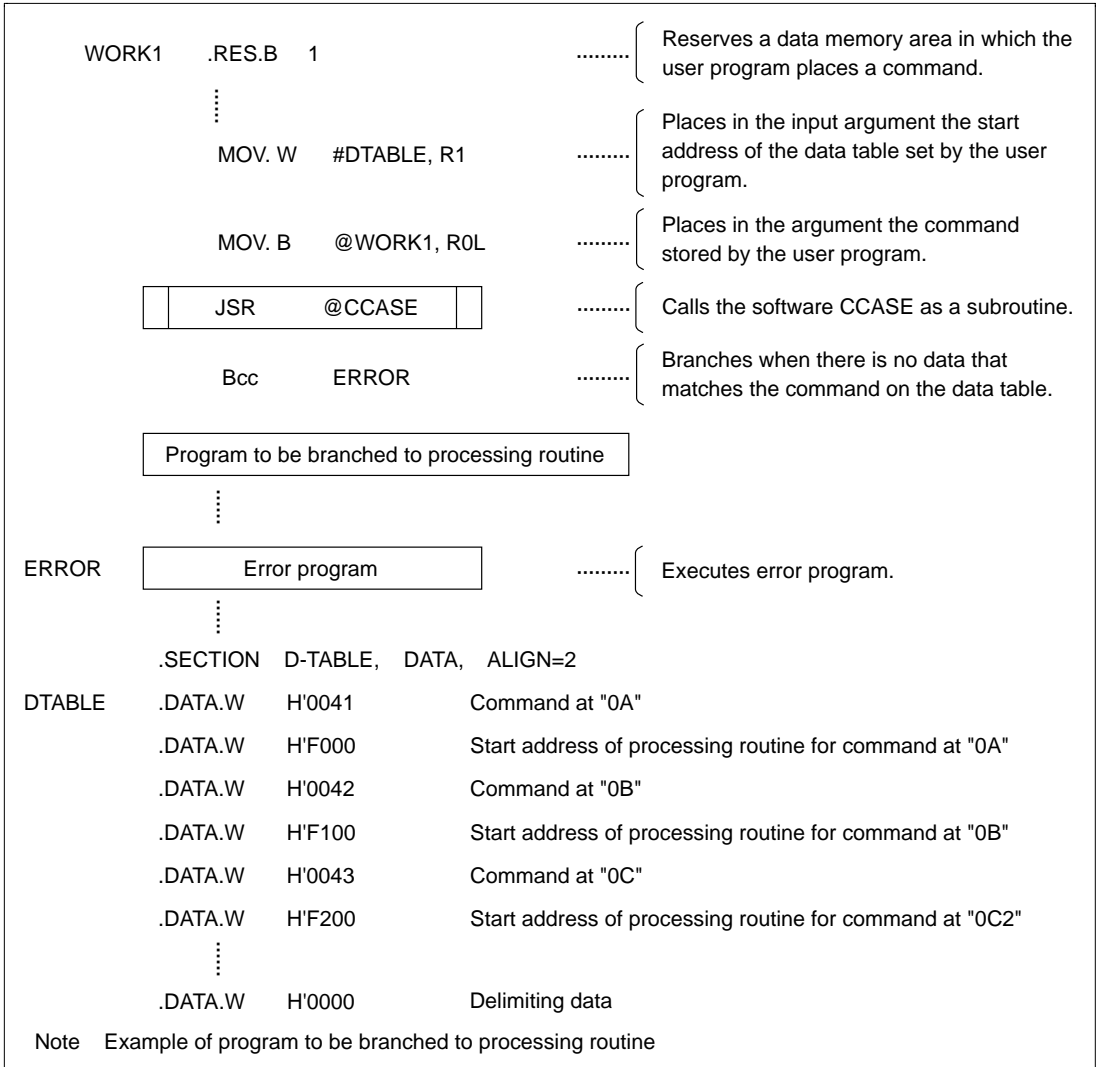 WORK1 .RES.B 1 ......... Reserves a data memory area in which the
user program places a command.
MOV. W #DTABLE, R1 ......... Places in the input argument the start
address of the data table set by the user
program.
MOV. B @WORK1, R0L ......... Places in the argument the command
stored by the user program.
JSR @CCASE ......... Calls the software CCASE as a subroutine.
Bcc ERROR ......... Branches when there is no data that
matches the command on the data table.
Program to be branched to processing routine
ERROR Error program ......... Executes error program.
.SECTION D-TABLE, DATA, ALIGN=2
DTABLE .DATA.W H'0041 Command at "0A"
.DATA.W H'F000 Start address of processing routine for command at "0A"
.DATA.W H'0042 Command at "0B"
.DATA.W H'F100 Start address of processing routine for command at "0B"
.DATA.W H'0043 Command at "0C"
.DATA.W H'F200 Start address of processing routine for command at "0C2"
.DATA.W H'0000 Delimiting data
Note Example of program to be branched to processing routine